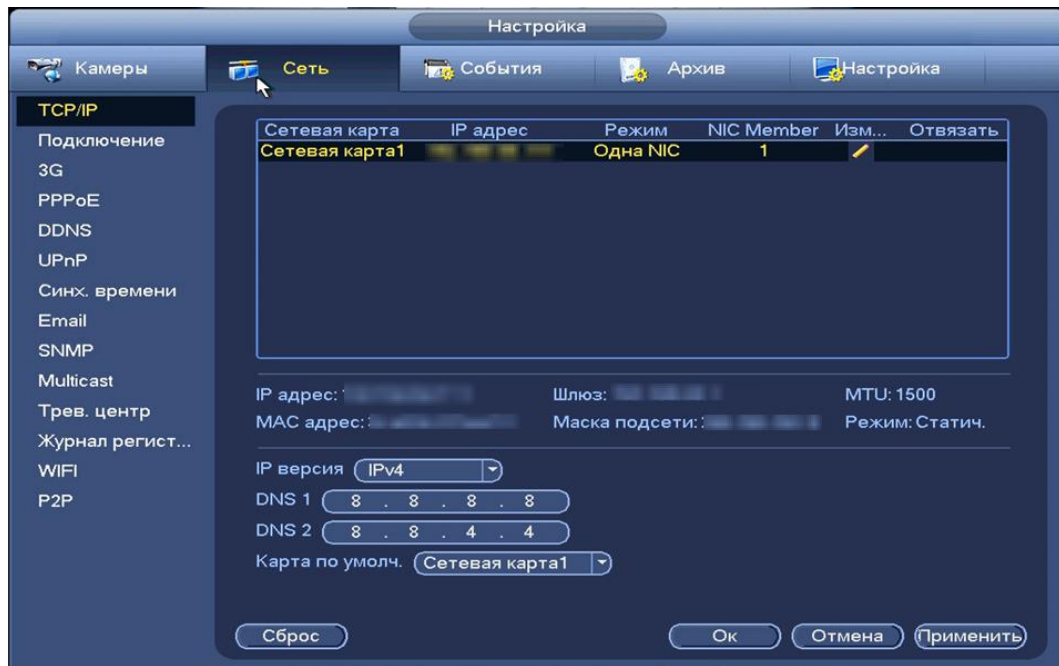 Настройка
Камеры Сеть События Архив Настройка
TCP/IP
Подключение
3G
PPPoE
DDNS
UPnP
Синх. времени
Email
SNMP
Multicast
Трев. центр
Журнал регист...
WIFI
P2P
Сетевая карта IP адрес Режим NIC Member Изм... Отвязать
Сетевая карта1 Одна NIC 1
IP адрес: Шлюз: MTU: 1500
MAC адрес: Маска подсети: Режим: Статич.
IP версия IPv4
DNS 1 8 . 8 . 8 . 8
DNS 2 8 . 8 . 4 . 4
Карта по умолч. Сетевая карта1
Сброс Ок Отмена Применить